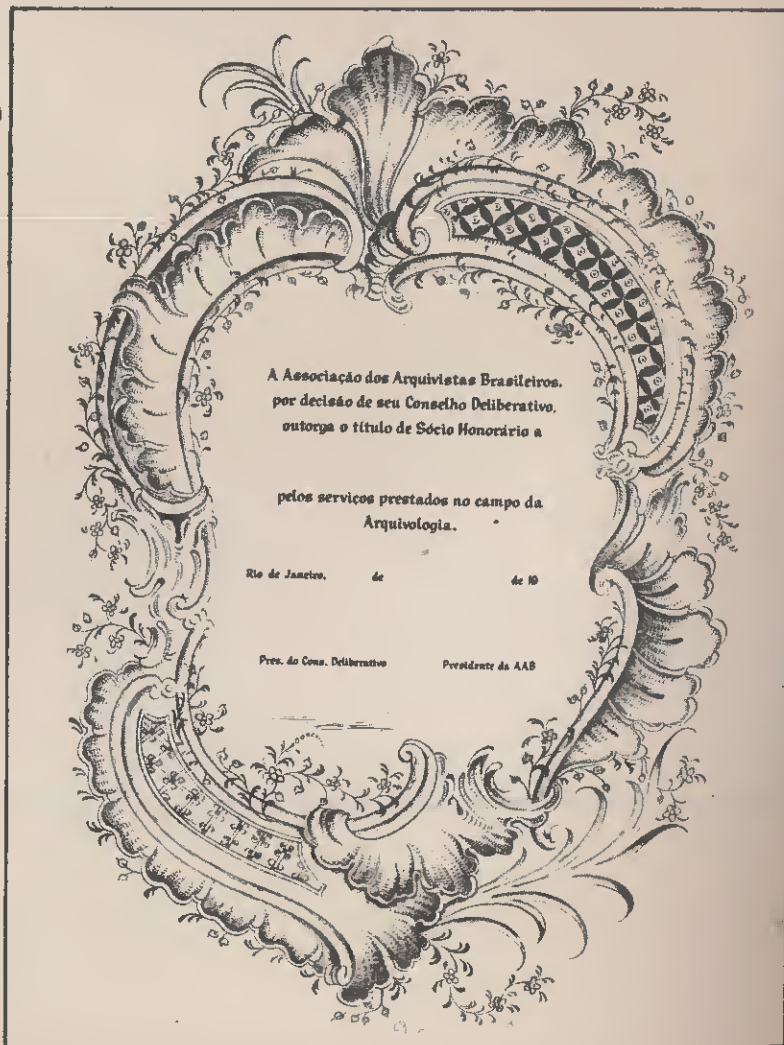 A Associação dos Arquivistas Brasileiros,
por decisão de seu Conselho Deliberativo,
outorga o título de Sócio Honorário a
pelos serviços prestados no campo da
Arquivologia.
Rio de Janeiro, de de 19
Pres. do Cons. Deliberativo Presidente da AAB